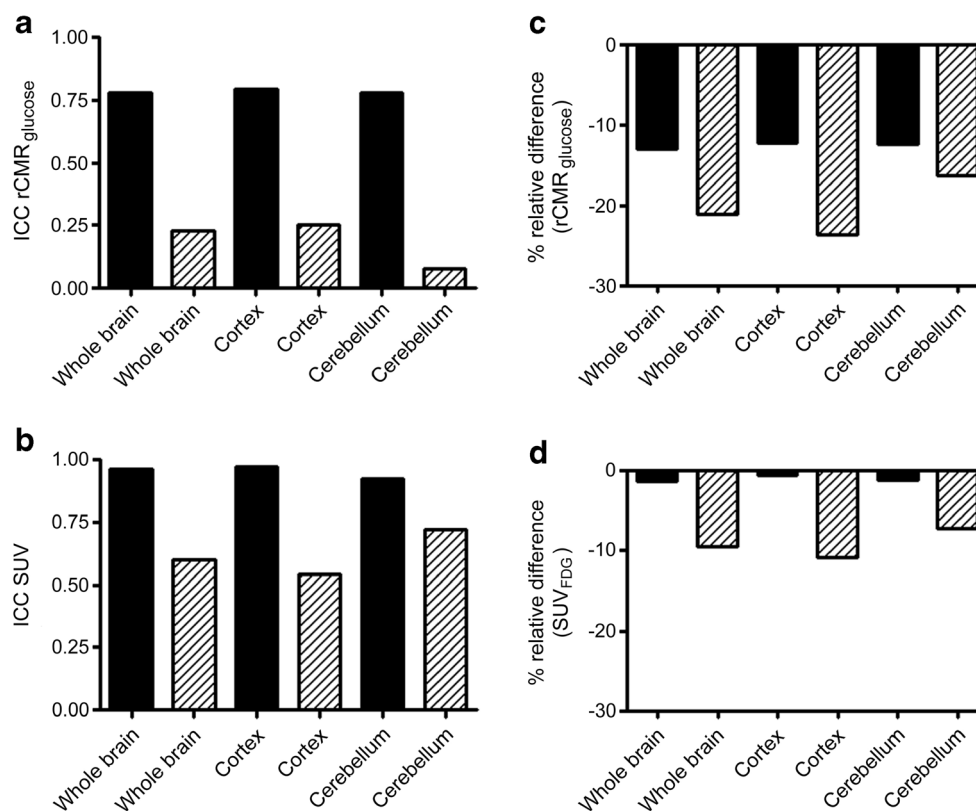 a
1.00
0.75
0.50
0.25
0.00
ICC rCMRglucose
Whole brain
Whole brain
Cortex
Cortex
Cerebellum
Cerebellum
c
0
-10
-20
-30
% relative difference
(rCMRglucose)
Whole brain
Whole brain
Cortex
Cortex
Cerebellum
Cerebellum
b
1.00
0.75
0.50
0.25
0.00
ICC SUV
Whole brain
Whole brain
Cortex
Cortex
Cerebellum
Cerebellum
d
0
-10
-20
-30
% relative difference
(SUVFDG)
Whole brain
Whole brain
Cortex
Cortex
Cerebellum
Cerebellum